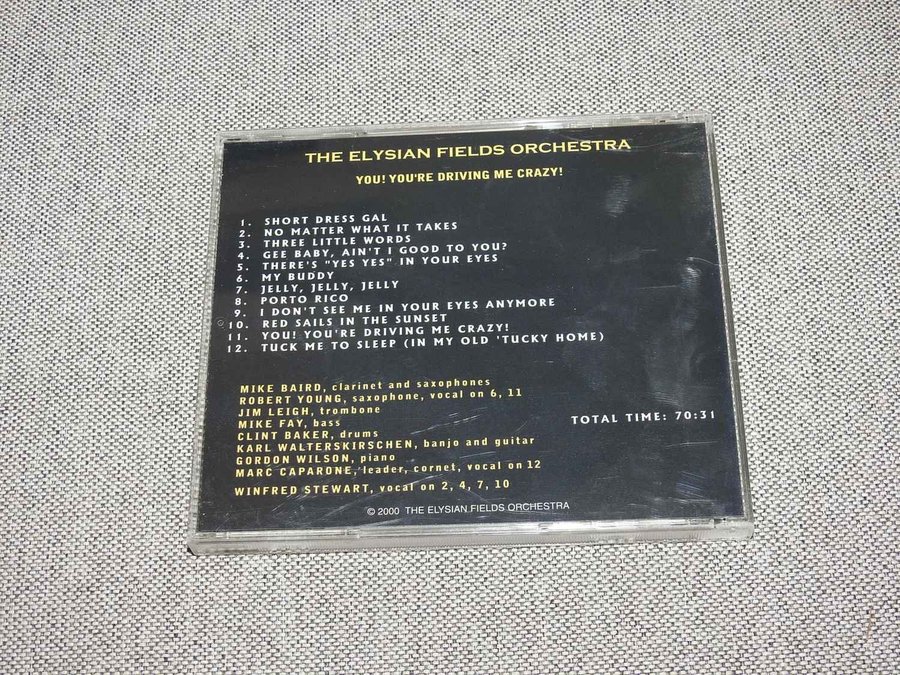 THE ELYSIAN FIELDS ORCHESTRA
YOU! YOU'RE DRIVING ME CRAZY!
1. SHORT DRESS GAL
2. NO MATTER WHAT IT TAKES
3. THREE LITTLE WORDS
4. GEE BABY, AIN'T I GOOD TO YOU?
5. THERE'S "YES YES" IN YOUR EYES
6. MY BUDDY
7. JELLY, JELLY, JELLY
8. PORTO RICO
9. I DON'T SEE ME IN YOUR EYES ANYMORE
10. RED SAILS IN THE SUNSET
11. YOU! YOU'RE DRIVING ME CRAZY!
12. TUCK ME TO SLEEP (IN MY OLD 'TUCKY HOME)
MIKE BAIRD, clarinet and saxophones
ROBERT YOUNG, saxophone, vocal on 6, 11
JIM LEIGH, trombone
MIKE FAY, bass
CLINT BAKER, drums
KARL WALTERSKIRSCHEN, banjo and guitar
GORDON WILSON, piano
MARC CAPARONE, leader, cornet, vocal on 12
WINFRED STEWART, vocal on 2, 4, 7, 10
TOTAL TIME: 70:31
© 2000 THE ELYSIAN FIELDS ORCHESTRA